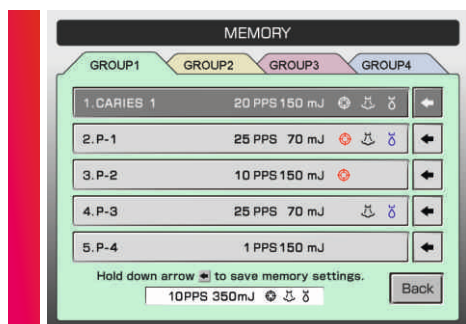 MEMORY
GROUP1 GROUP2 GROUP3 GROUP4
1.CARIES 1 20 PPS 150 mJ
2.P-1 25 PPS 70 mJ
3.P-2 10 PPS 150 mJ
4.P-3 25 PPS 70 mJ
5.P-4 1 PPS 150 mJ
Hold down arrow to save memory settings.
10PPS 350mJ
Back